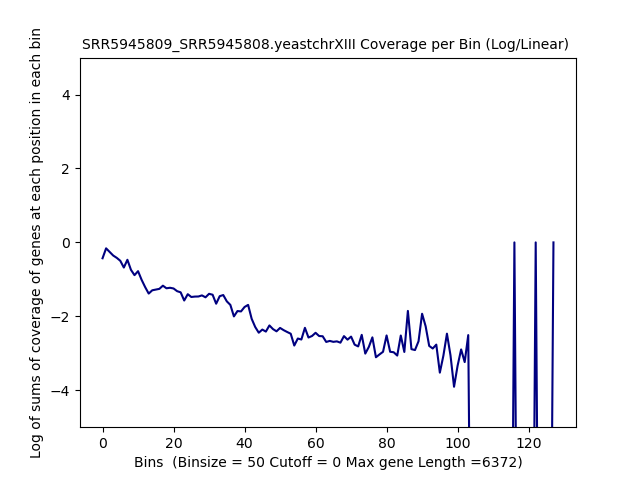 SRR5945809_SRR5945808.yeastchrXIII Coverage per Bin (Log/Linear)
Log of sums of coverage of genes at each position in each bin
4
2
0
−2
−4
0 20 40 60 80 100 120
Bins  (Binsize = 50 Cutoff = 0 Max gene Length =6372)